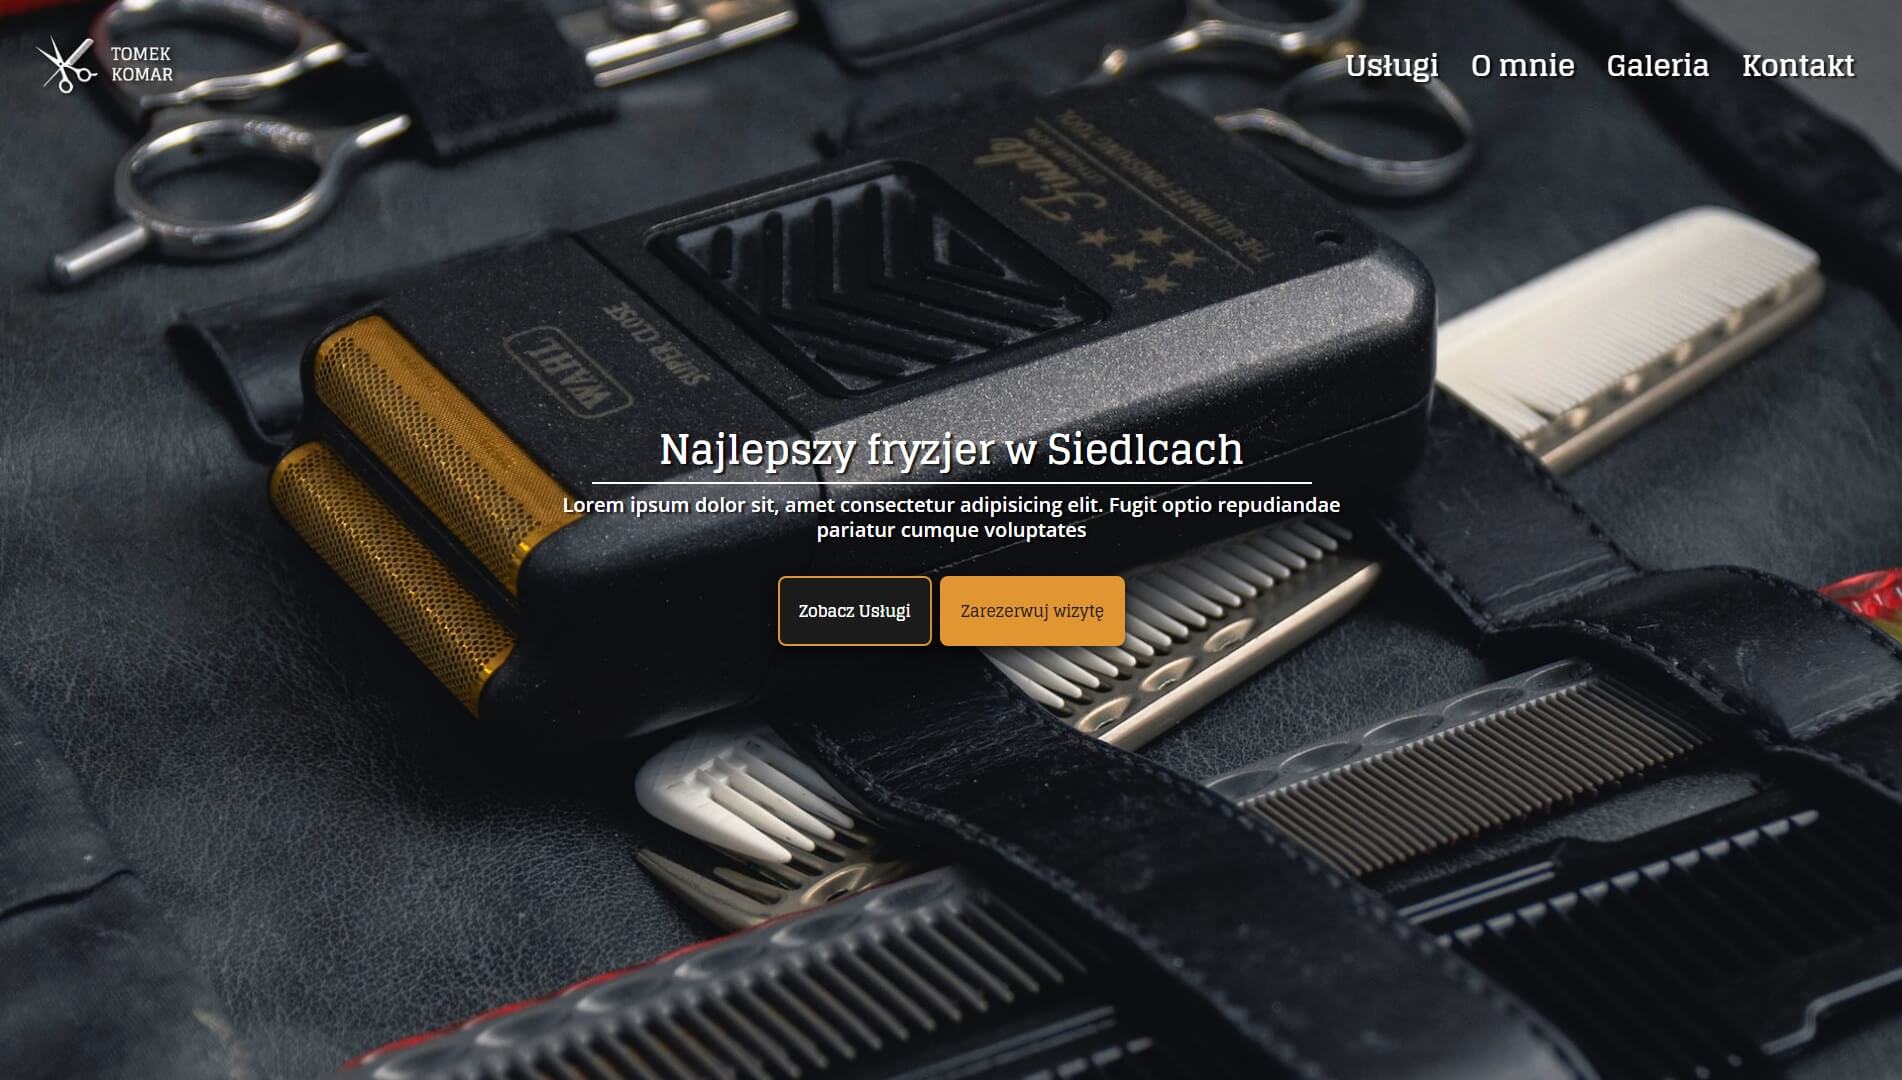 TOMEK
KOMAR
Usługi O mnie Galeria Kontakt
Finale
THE ULTIMATE FINISHING TOOL
SUPER CLOSE
WAHL
Najlepszy fryzjer w Siedlcach
Lorem ipsum dolor sit, amet consectetur adipisicing elit. Fugit optio repudiandae
pariatur cumque voluptates
Zobacz Usługi Zarezerwuj wizytę